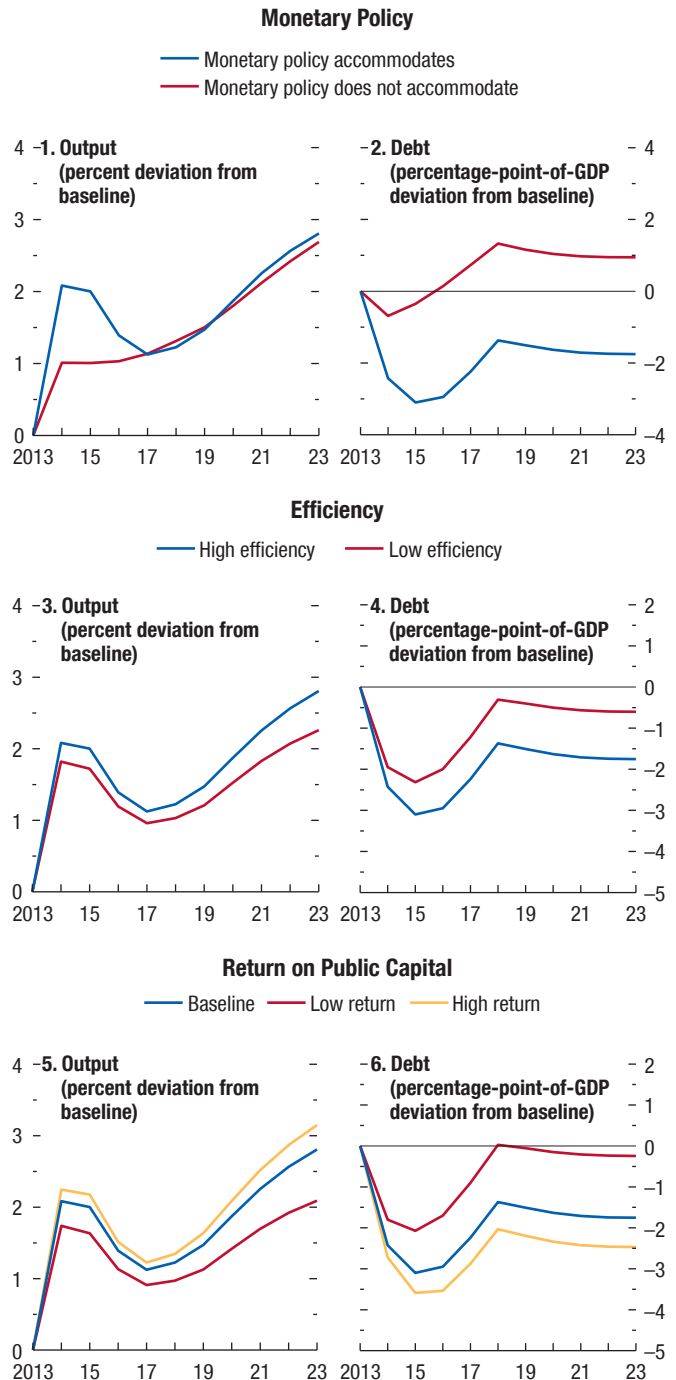 Monetary Policy
Monetary policy accommodates
Monetary policy does not accommodate
1. Output
(percent deviation from
baseline)
4
3
2
1
0
2013 15 17 19 21 23
2. Debt
(percentage-point-of-GDP
deviation from baseline)
4
2
0
–2
–4
2013 15 17 19 21 23
Efficiency
High efficiency Low efficiency
3. Output
(percent deviation from
baseline)
4
3
2
1
0
2013 15 17 19 21 23
4. Debt
(percentage-point-of-GDP
deviation from baseline)
2
1
0
–1
–2
–3
–4
–5
2013 15 17 19 21 23
Return on Public Capital
Baseline Low return High return
5. Output
(percent deviation from
baseline)
4
3
2
1
0
2013 15 17 19 21 23
6. Debt
(percentage-point-of-GDP
deviation from baseline)
2
1
0
–1
–2
–3
–4
–5
2013 15 17 19 21 23